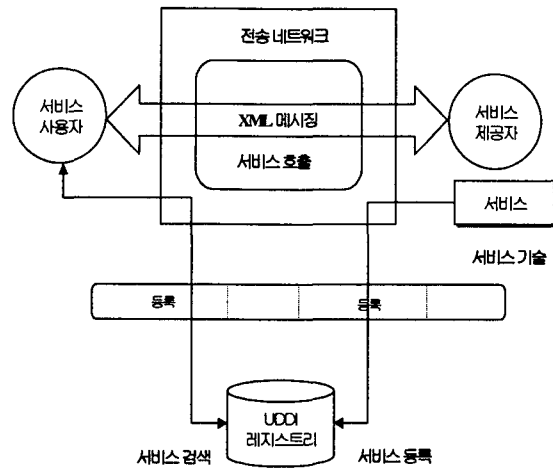 전송 네트워크
서비스
사용자
XML 메시징
서비스 호출
서비스
제공자
서비스
서비스 기술
등록
등록
UDDI
레지스트리
서비스 검색
서비스 등록